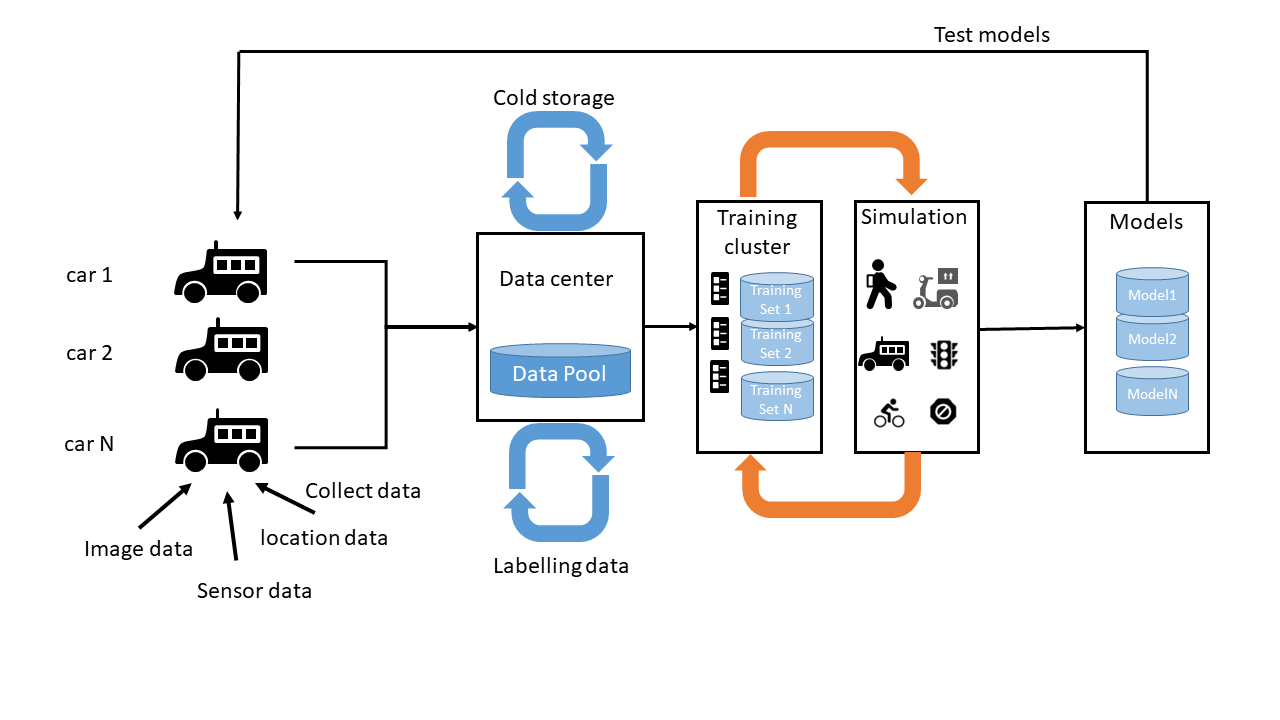 Test models
Cold storage
car 1
car 2
car N
Collect data
Image data
location data
Sensor data
Data center
Data Pool
Labelling data
Training
cluster
Training
Set 1
Training
Set 2
Training
Set N
Simulation
Models
Model1
Model2
ModelN